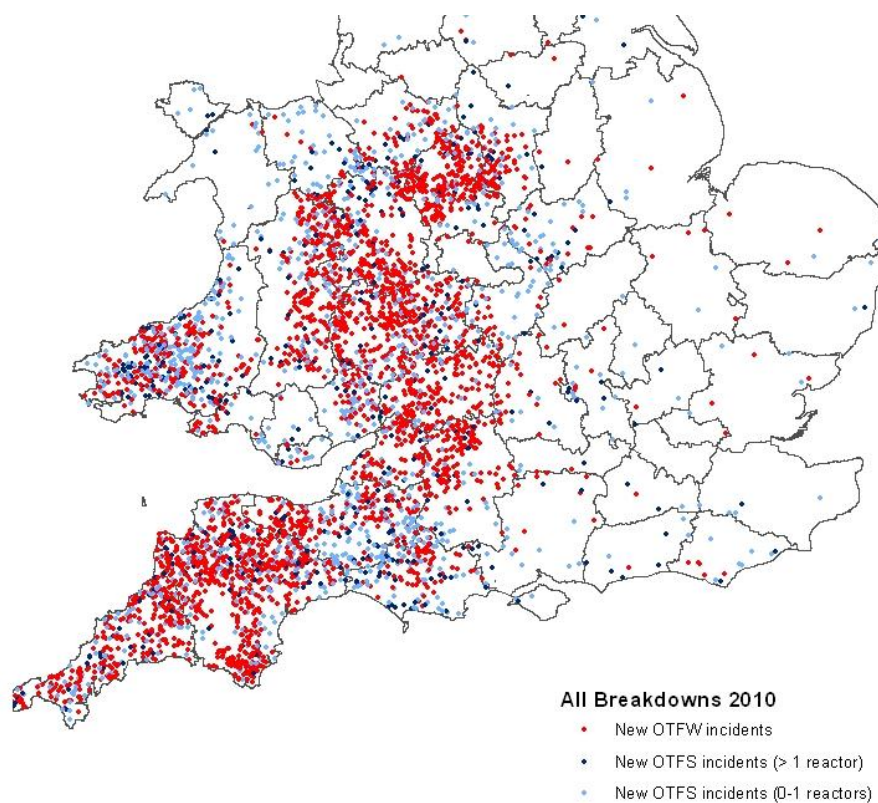 All Breakdowns 2010
New OTFW incidents
New OTFS incidents (> 1 reactor)
New OTFS incidents (0-1 reactors)